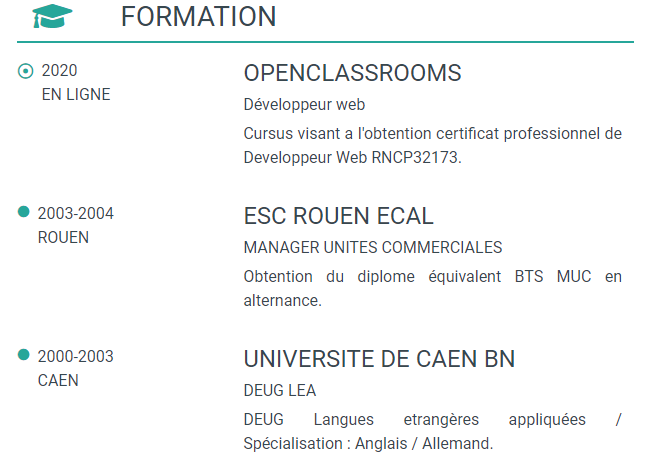 FORMATION
2020
EN LIGNE
OPENCLASSROOMS
Développeur web
Cursus visant a l'obtention certificat professionnel de
Developpeur Web RNCP32173.
2003-2004
ROUEN
ESC ROUEN ECAL
MANAGER UNITES COMMERCIALES
Obtention du diplome équivalent BTS MUC en
alternance.
2000-2003
CAEN
UNIVERSITE DE CAEN BN
DEUG LEA
DEUG Langues etrangères appliquées /
Spécialisation : Anglais / Allemand.